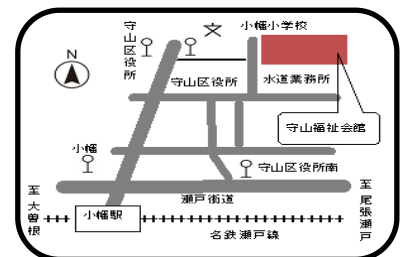 守山区役所
小幡小学校
N
守山区役所
水道業務所
守山福祉会館
小幡
守山区役所南
至大曽根
瀬戸街道
至尾張瀬戸
小幡駅
名鉄瀬戸線